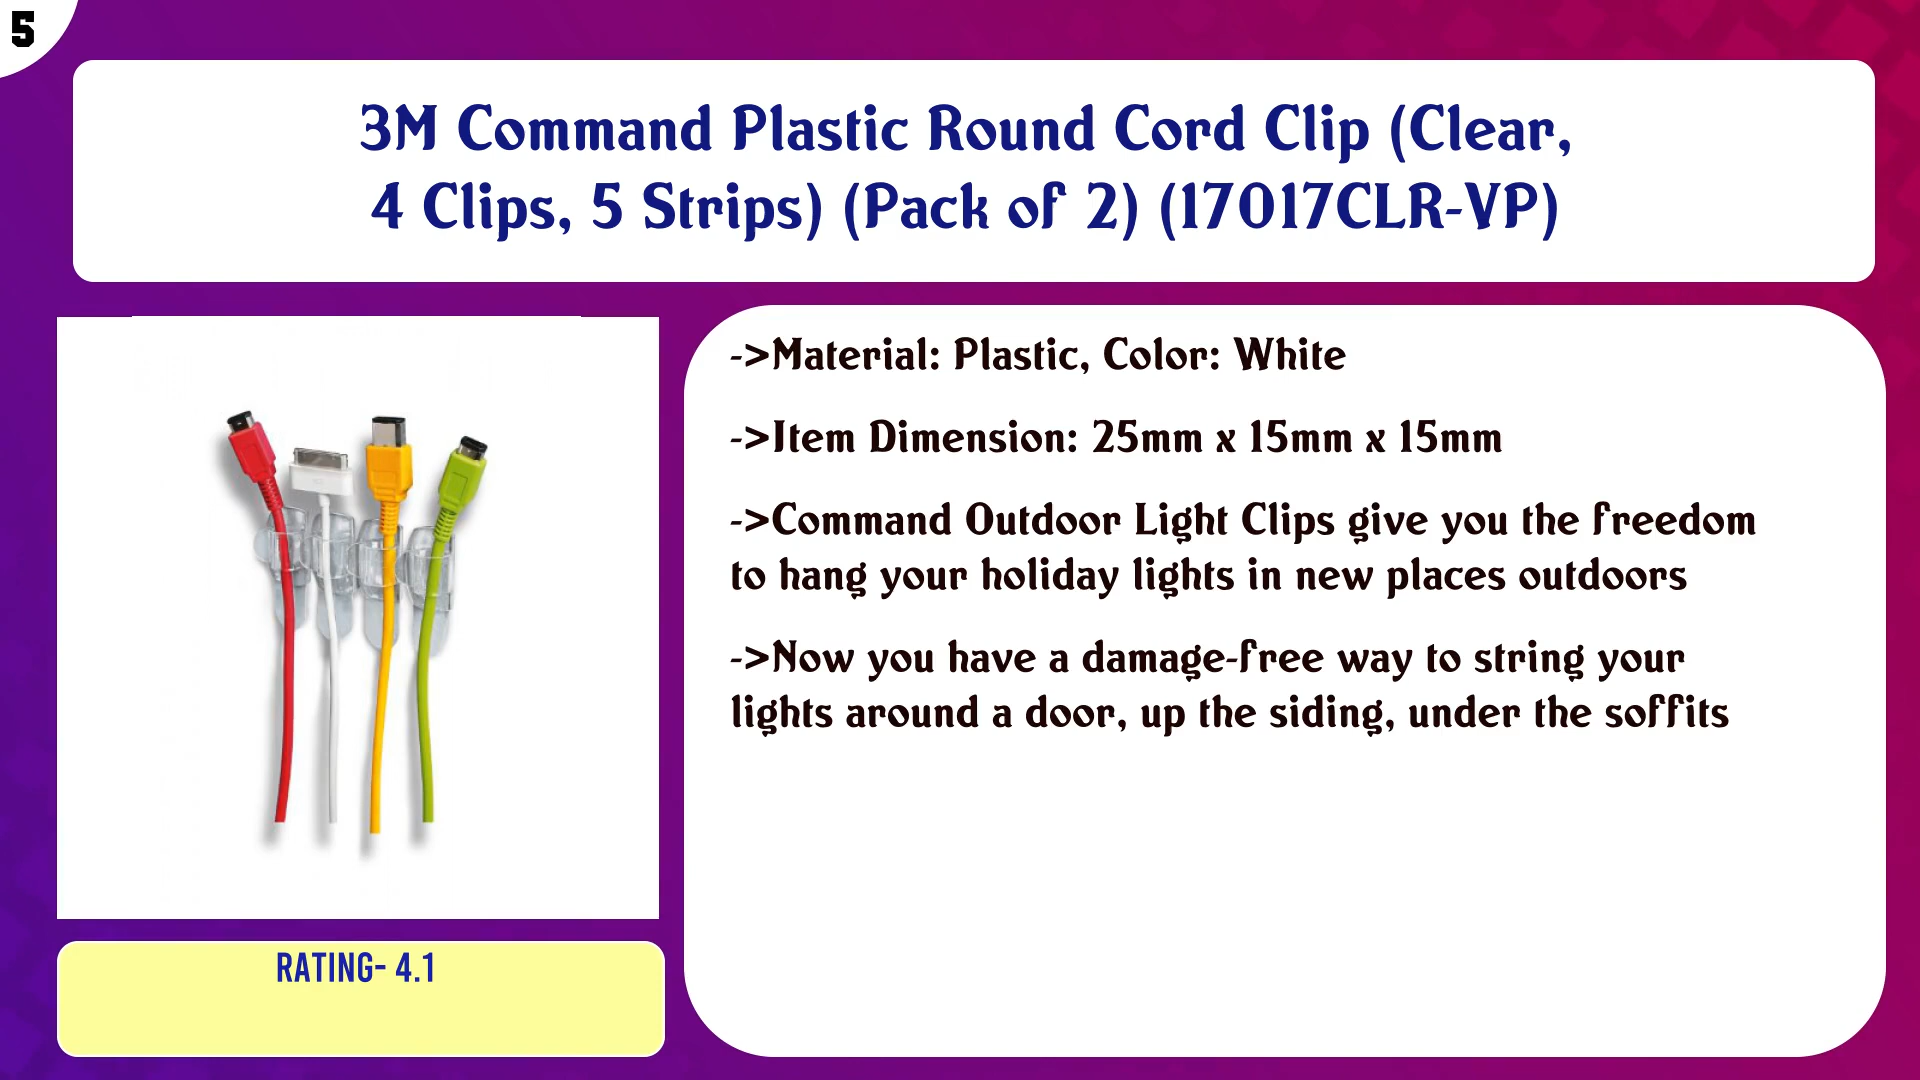 5
3M Command Plastic Round Cord Clip (Clear,
4 Clips, 5 Strips) (Pack of 2) (17017CLR-VP)
->Material: Plastic, Color: White
->Item Dimension: 25mm x 15mm x 15mm
->Command Outdoor Light Clips give you the freedom
to hang your holiday lights in new places outdoors
->Now you have a damage-free way to string your
lights around a door, up the siding, under the soffits
RATING- 4.1